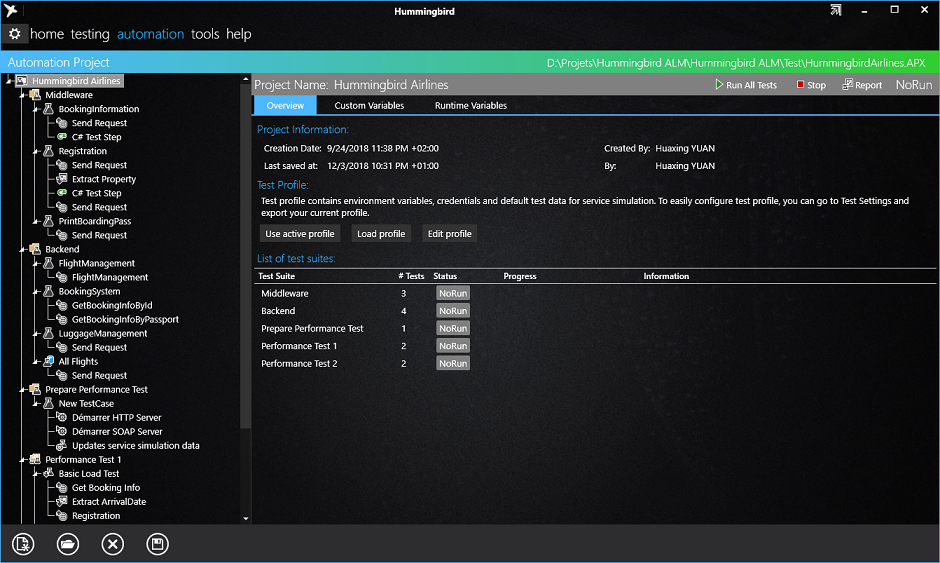 Hummingbird
home testing automation tools help
Automation Project
D:\Projets\Hummingbird ALM\Hummingbird ALM\Test\HummingbirdAirlines.APX
Hummingbird Airlines
Middleware
BookingInformation
Send Request
C# Test Step
Registration
Send Request
Extract Property
C# Test Step
Send Request
PrintBoardingPass
Send Request
Backend
FlightManagement
FlightManagement
BookingSystem
GetBookingInfoById
GetBookingInfoByPassport
LuggageManagement
Send Request
All Flights
Send Request
Prepare Performance Test
New TestCase
Démarrer HTTP Server
Démarrer SOAP Server
Updates service simulation data
Performance Test 1
Basic Load Test
Get Booking Info
Extract ArrivalDate
Registration
Project Name: Hummingbird Airlines
Run All Tests Stop Report NoRun
Overview Custom Variables Runtime Variables
Project Information:
Creation Date: 9/24/2018 11:38 PM +02:00 Created By: Huaxing YUAN
Last saved at: 12/3/2018 10:31 PM +01:00 By: Huaxing YUAN
Test Profile:
Test profile contains environment variables, credentials and default test data for service simulation. To easily configure test profile, you can go to Test Settings and
export your current profile.
Use active profile Load profile Edit profile
List of test suites:
Test Suite # Tests Status Progress Information
Middleware 3 NoRun
Backend 4 NoRun
Prepare Performance Test 1 NoRun
Performance Test 1 2 NoRun
Performance Test 2 2 NoRun